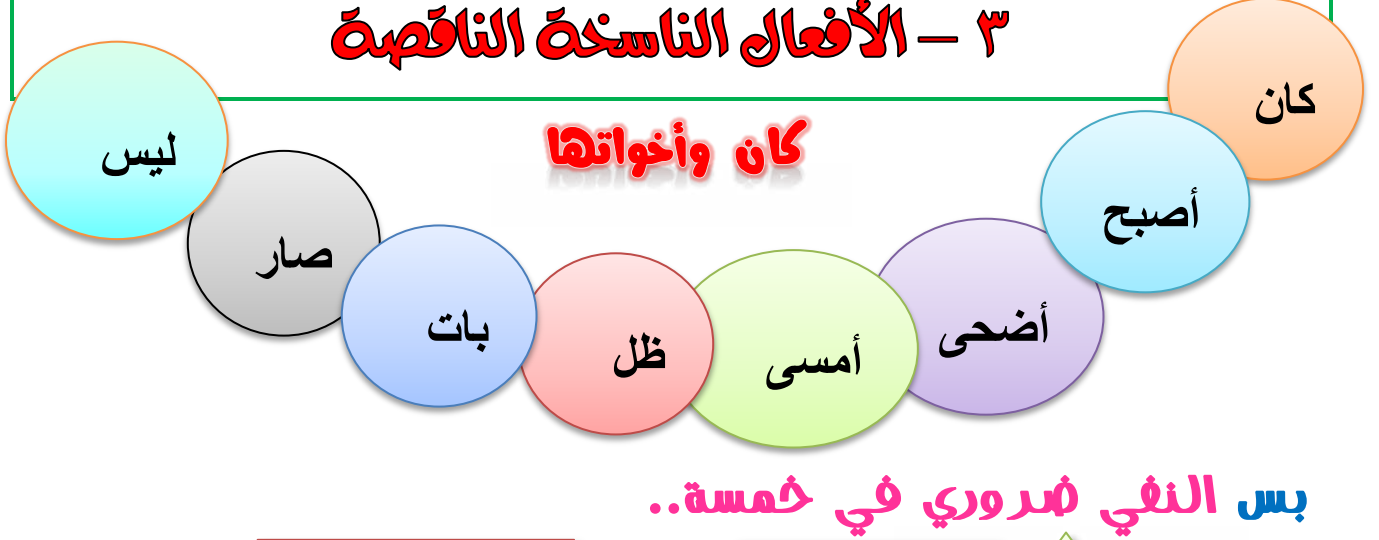 ٣ – الأفعال الناسخة الناقصة
كان وأخواتها
كان
أصبح
أضحى
أمسى
ظل
بات
صار
ليس
بس النفي ضروري في خمسة..